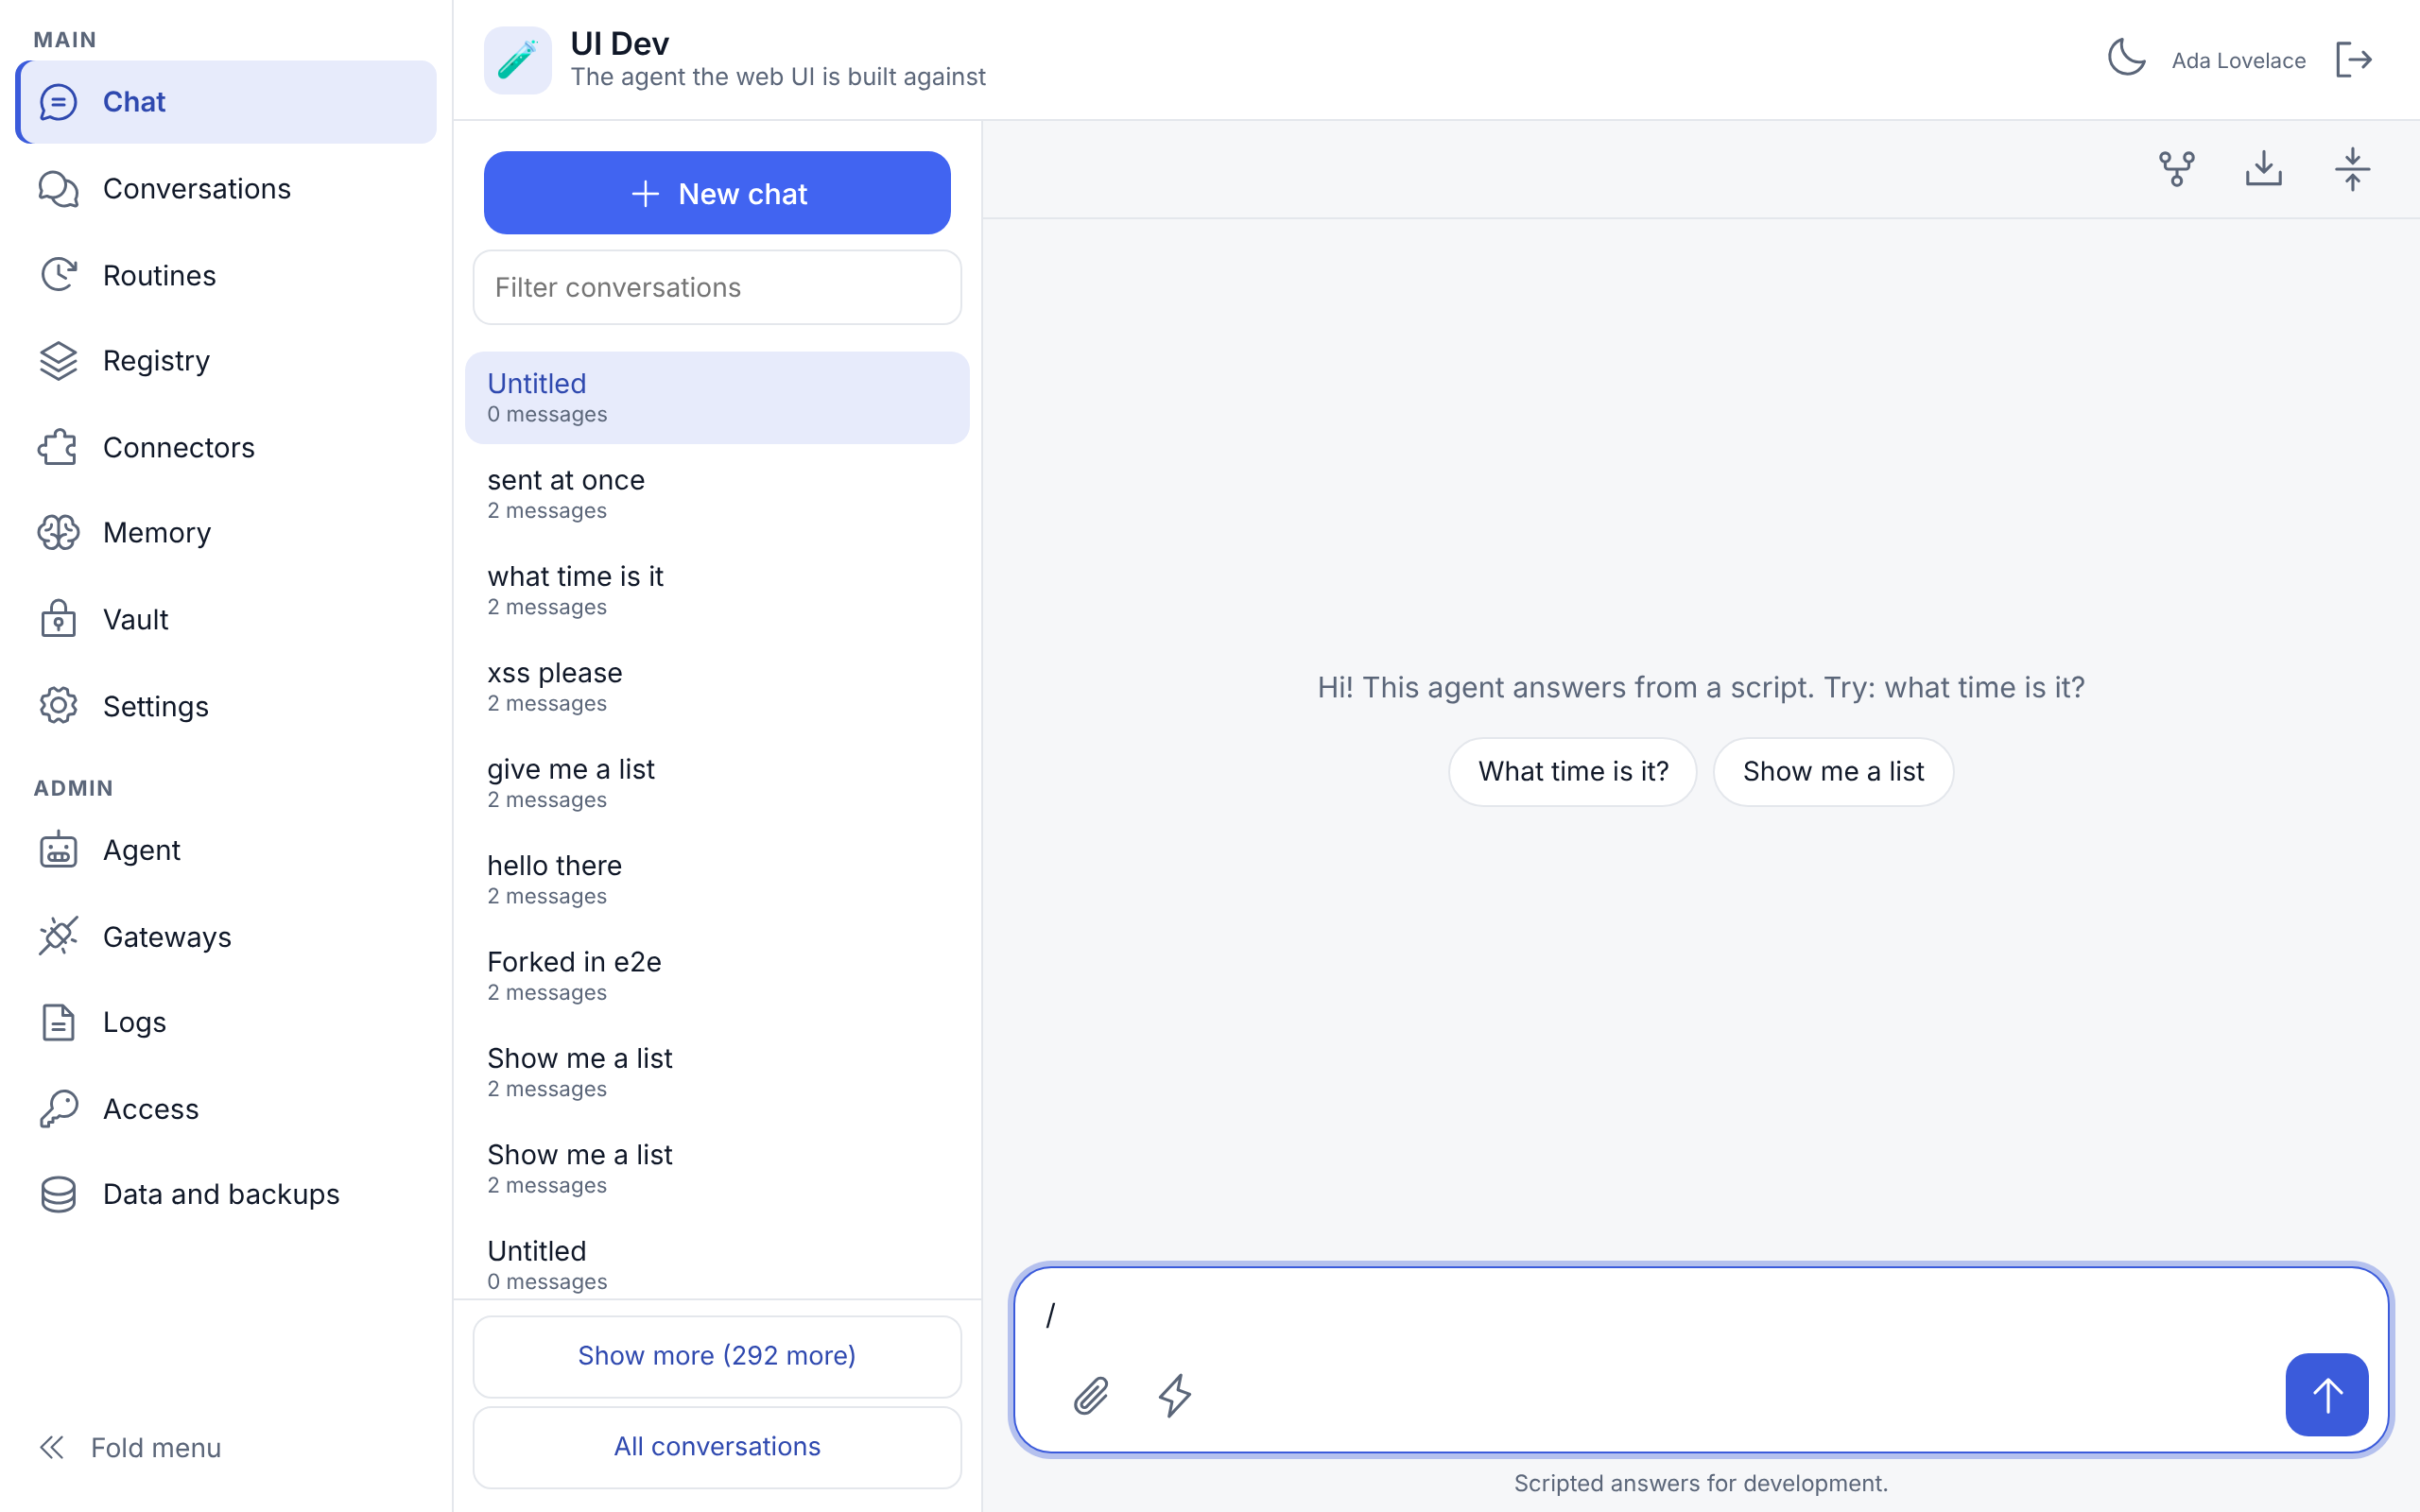 MAIN
Chat
Conversations
Routines
Registry
Connectors
Memory
Vault
Settings
ADMIN
Agent
Gateways
Logs
Access
Data and backups
Fold menu
UI Dev
The agent the web UI is built against
Ada Lovelace
New chat
Filter conversations
Untitled
0 messages
sent at once
2 messages
what time is it
2 messages
xss please
2 messages
give me a list
2 messages
hello there
2 messages
Forked in e2e
2 messages
Show me a list
2 messages
Show me a list
2 messages
Untitled
0 messages
Show more (292 more)
All conversations
Hi! This agent answers from a script. Try: what time is it?
What time is it?
Show me a list
/
Scripted answers for development.